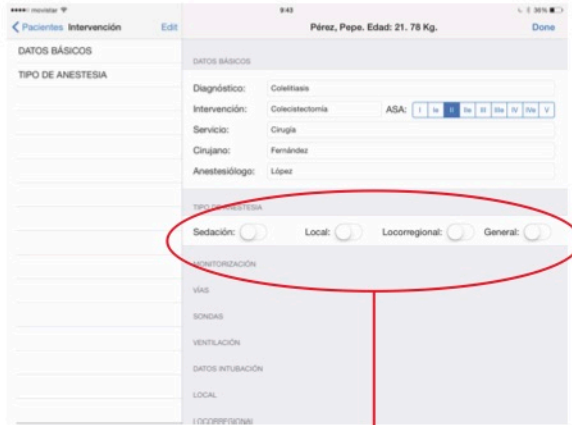 movistar 9:43 36%
Pacientes Intervención Edit Pérez, Pepe. Edad: 21. 78 Kg. Done
DATOS BÁSICOS
TIPO DE ANESTESIA
DATOS BÁSICOS
Diagnóstico: Colelitiasis
Intervención: Colecistectomía ASA: I Ie II IIe III IIIe IV IVe V
Servicio: Cirugía
Cirujano: Fernández
Anestesiólogo: López
TIPO DE ANESTESIA
Sedación: Local: Locorregional: General:
MONITORIZACIÓN
VÍAS
SONDAS
VENTILACIÓN
DATOS INTUBACIÓN
LOCAL
LOCORREGIONAL